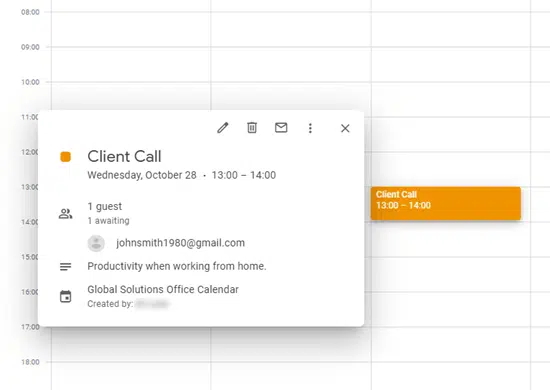 08:00
09:00
10:00
11:00
12:00
13:00
14:00
15:00
16:00
17:00
18:00
Client Call
Wednesday, October 28 • 13:00 – 14:00
1 guest
1 awaiting
johnsmith1980@gmail.com
Productivity when working from home.
Global Solutions Office Calendar
Created by:
Client Call
13:00 – 14:00